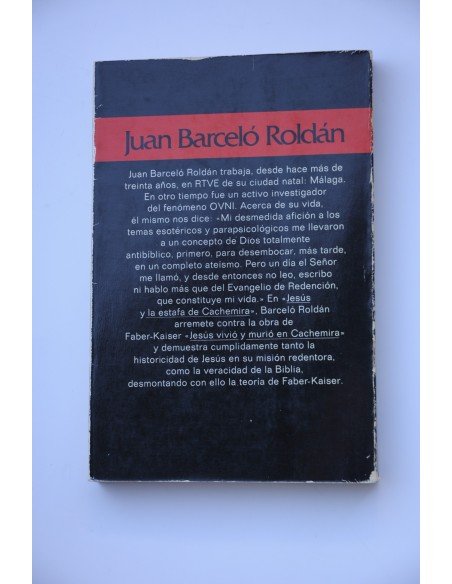 Juan Barceló Roldán
Juan Barceló Roldán trabaja, desde hace más de
treinta años, en RTVE de su ciudad natal: Málaga.
En otro tiempo fue un activo investigador
del fenómeno OVNI. Acerca de su vida,
él mismo nos dice: «Mi desmedida afición a los
temas esotéricos y parapsicológicos me llevaron
a un concepto de Dios totalmente
antibíblico, primero, para desembocar, más tarde,
en un completo ateísmo. Pero un día el Señor
me llamó, y desde entonces no leo, escribo
ni hablo más que del Evangelio de Redención,
que constituye mi vida.» En «Jesús
y la estafa de Cachemira», Barceló Roldán
arremete contra la obra de
Faber-Kaiser «Jesús vivió y murió en Cachemira»
y demuestra cumplidamente tanto la
historicidad de Jesús en su misión redentora,
como la veracidad de la Biblia,
desmontando con ello la teoría de Faber-Kaiser.